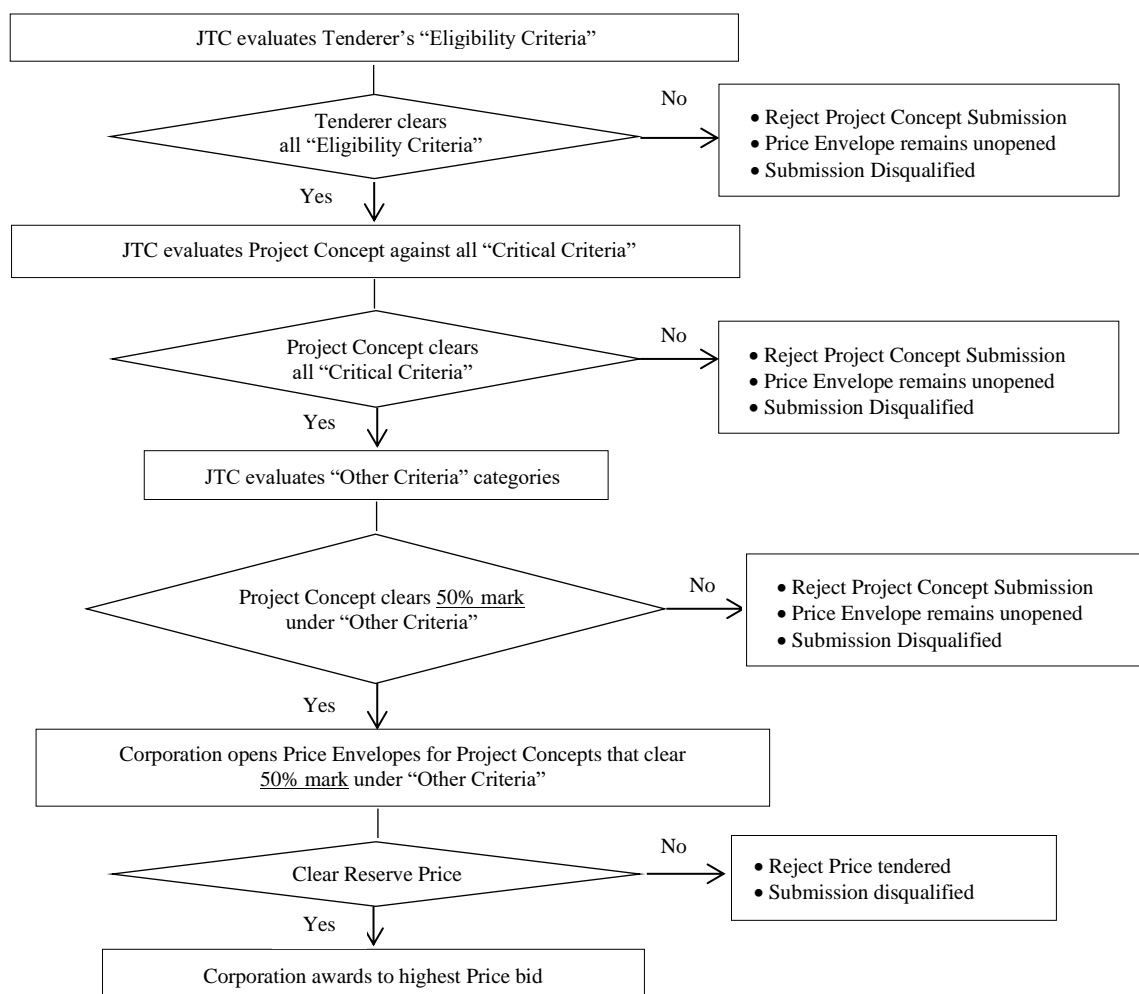 JTC evaluates Tenderer’s “Eligibility Criteria”
No
Tenderer clears
all “Eligibility Criteria”
• Reject Project Concept Submission
• Price Envelope remains unopened
• Submission Disqualified
Yes
JTC evaluates Project Concept against all “Critical Criteria”
No
Project Concept clears
all “Critical Criteria”
• Reject Project Concept Submission
• Price Envelope remains unopened
• Submission Disqualified
Yes
JTC evaluates “Other Criteria” categories
No
Project Concept clears 50% mark
under “Other Criteria”
• Reject Project Concept Submission
• Price Envelope remains unopened
• Submission Disqualified
Yes
Corporation opens Price Envelopes for Project Concepts that clear
50% mark under “Other Criteria”
No
Clear Reserve Price
• Reject Price tendered
• Submission disqualified
Yes
Corporation awards to highest Price bid